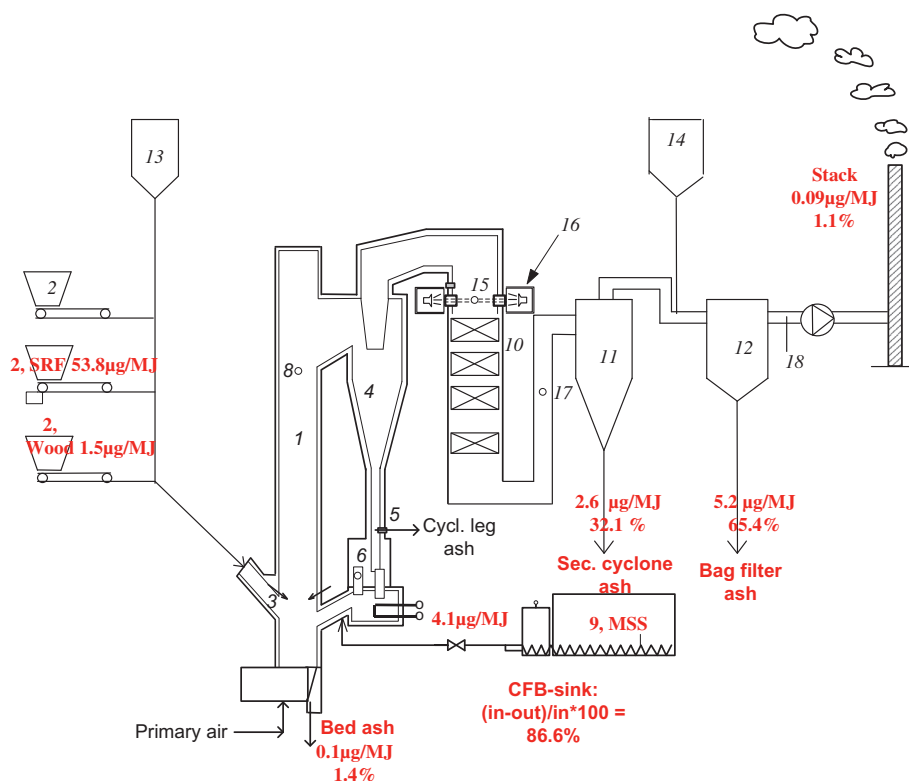 13
14
Stack
0.09µg/MJ
1.1%
16
2
15
10
11
12
18
2, SRF 53.8µg/MJ
8
4
17
1
2,
Wood 1.5µg/MJ
5
Cycl. leg
ash
2.6 µg/MJ
32.1 %
Sec. cyclone
ash
5.2 µg/MJ
65.4%
Bag filter
ash
6
3
4.1µg/MJ
9, MSS
CFB-sink:
(in-out)/in*100 =
86.6%
Primary air
Bed ash
0.1µg/MJ
1.4%